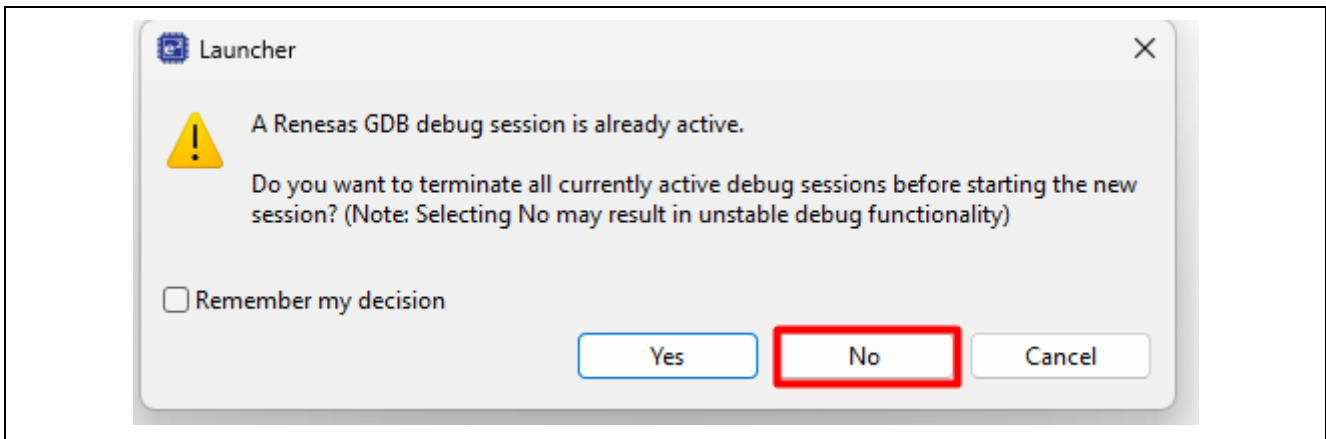 Launcher
A Renesas GDB debug session is already active.
Do you want to terminate all currently active debug sessions before starting the new
session? (Note: Selecting No may result in unstable debug functionality)
Remember my decision
Yes No Cancel